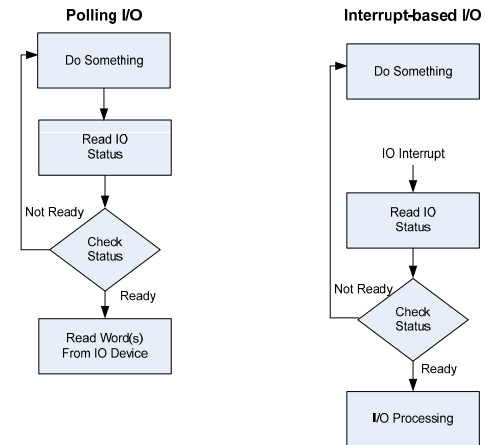 Polling I/O
Do Something
Read IO
Status
Not Ready
Check
Status
Ready
Read Word(s)
From IO Device
Interrupt-based I/O
Do Something
IO Interrupt
Read IO
Status
Not Ready
Check
Status
Ready
I/O Processing